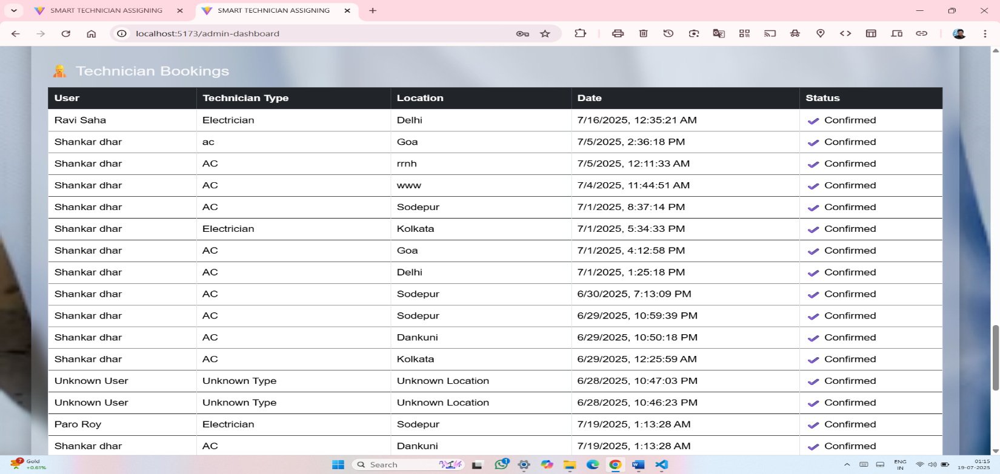 SMART TECHNICIAN ASSIGNING
SMART TECHNICIAN ASSIGNING
localhost:5173/admin-dashboard
Technician Bookings
User Technician Type Location Date Status
Ravi Saha Electrician Delhi 7/16/2025, 12:35:21 AM Confirmed
Shankar dhar ac Goa 7/5/2025, 2:36:18 PM Confirmed
Shankar dhar AC rrnh 7/5/2025, 12:11:33 AM Confirmed
Shankar dhar AC www 7/4/2025, 11:44:51 AM Confirmed
Shankar dhar AC Sodepur 7/1/2025, 8:37:14 PM Confirmed
Shankar dhar Electrician Kolkata 7/1/2025, 5:34:33 PM Confirmed
Shankar dhar AC Goa 7/1/2025, 4:12:58 PM Confirmed
Shankar dhar AC Delhi 7/1/2025, 1:25:18 PM Confirmed
Shankar dhar AC Sodepur 6/30/2025, 7:13:09 PM Confirmed
Shankar dhar AC Sodepur 6/29/2025, 10:59:39 PM Confirmed
Shankar dhar AC Dankuni 6/29/2025, 10:50:18 PM Confirmed
Shankar dhar AC Kolkata 6/29/2025, 12:25:59 AM Confirmed
Unknown User Unknown Type Unknown Location 6/28/2025, 10:47:03 PM Confirmed
Unknown User Unknown Type Unknown Location 6/28/2025, 10:46:23 PM Confirmed
Paro Roy Electrician Sodepur 7/19/2025, 1:13:28 AM Confirmed
Shankar dhar AC Dankuni 7/19/2025, 1:13:28 AM Confirmed
7 Gold
+0.61%
Search
1
ENG
IN
01:15
19-07-2025